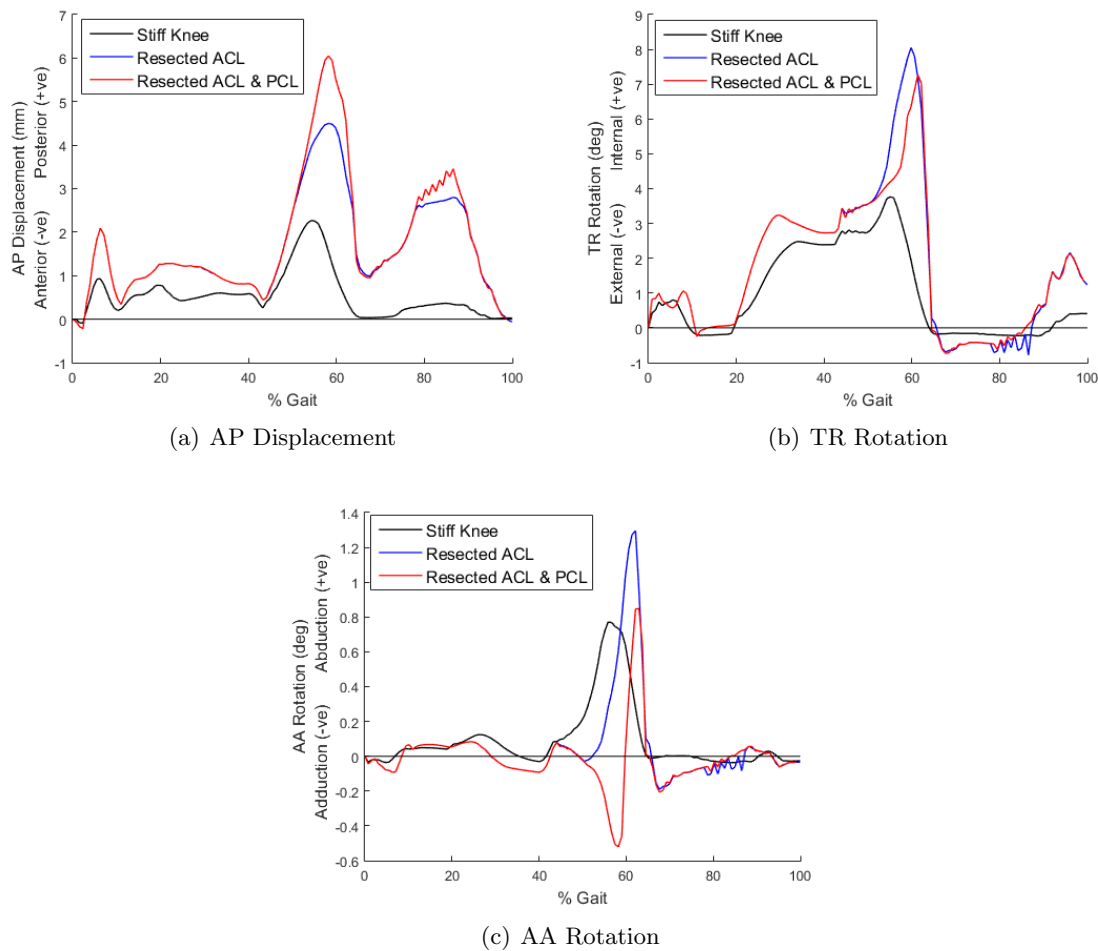 7
6
5
4
3
2
1
0
-1
AP Displacement (mm)
Anterior (-ve) Posterior (+ve)
Stiff Knee
Resected ACL
Resected ACL & PCL
0 20 40 60 80 100
% Gait
(a) AP Displacement
9
8
7
6
5
4
3
2
1
0
-1
TR Rotation (deg)
External (-ve) Internal (+ve)
Stiff Knee
Resected ACL
Resected ACL & PCL
0 20 40 60 80 100
% Gait
(b) TR Rotation
1.4
1.2
1
0.8
0.6
0.4
0.2
0
-0.2
-0.4
-0.6
AA Rotation (deg)
Adduction (-ve) Abduction (+ve)
Stiff Knee
Resected ACL
Resected ACL & PCL
0 20 40 60 80 100
% Gait
(c) AA Rotation